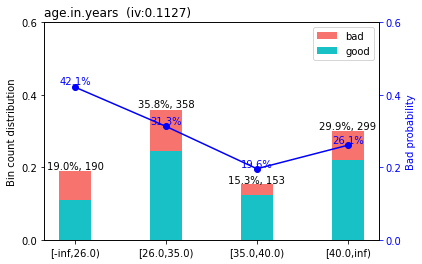 age.in.years (iv:0.1127)
bad
good
Bin count distribution
Bad probability
0.6
0.4
0.2
0.0
0.6
0.4
0.2
0.0
42.1%
31.3%
19.6%
26.1%
19.0%, 190
35.8%, 358
15.3%, 153
29.9%, 299
[-inf,26.0)
[26.0,35.0)
[35.0,40.0)
[40.0,inf)